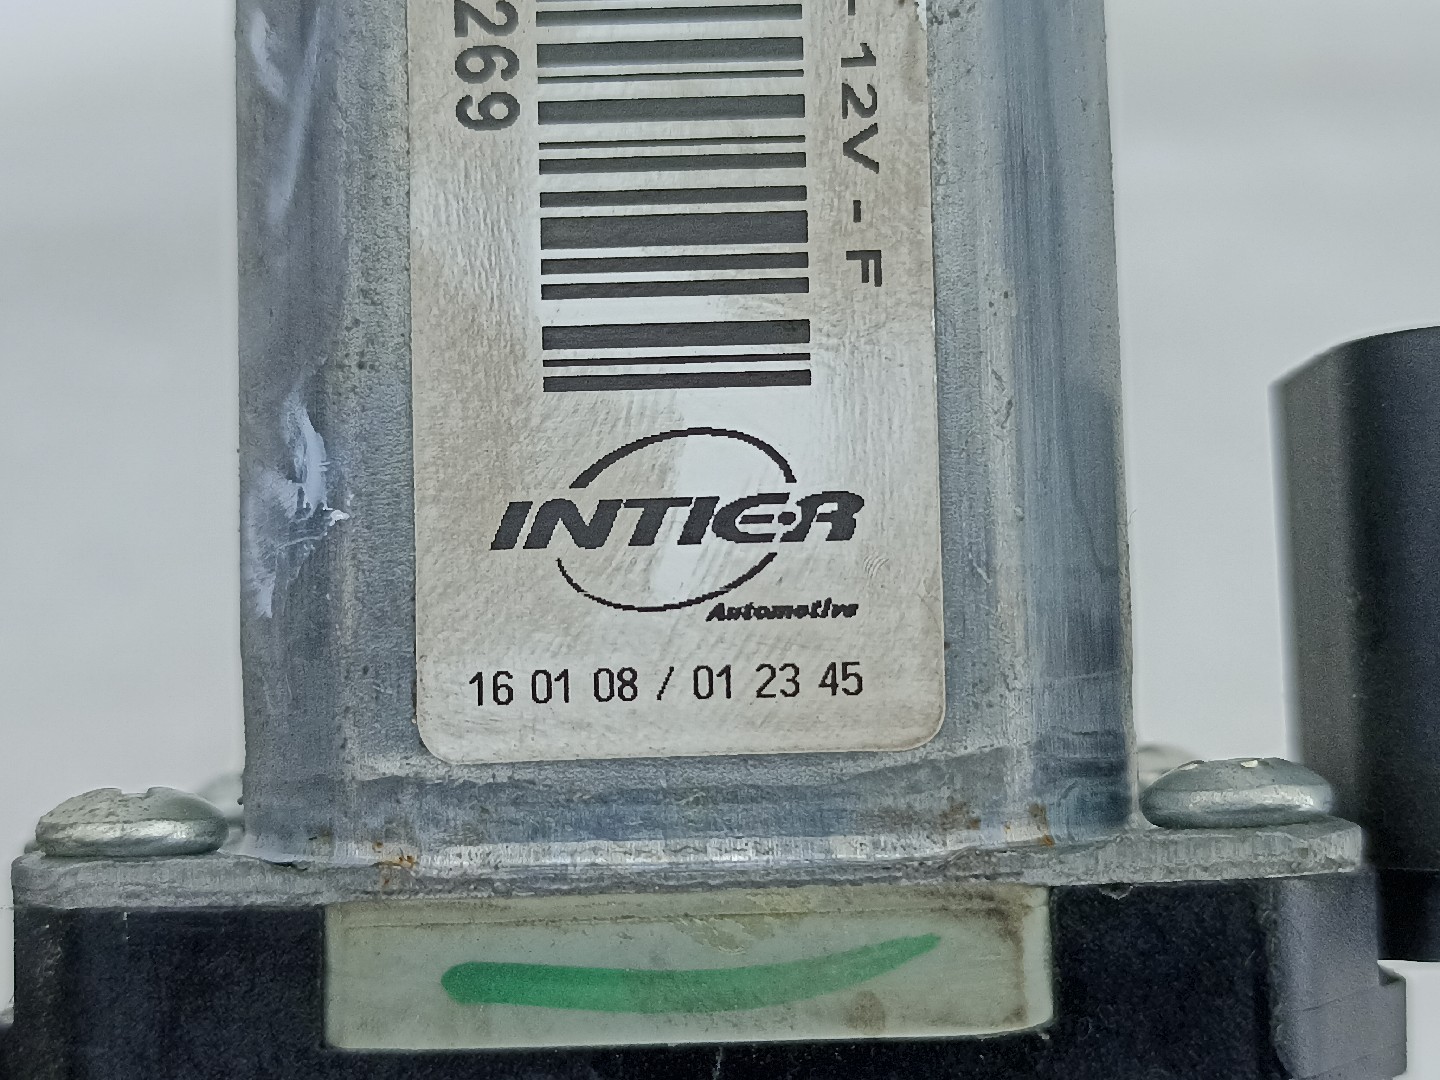 269
- 12V - F
INTIER
Automotive
16 01 08 / 01 23 45